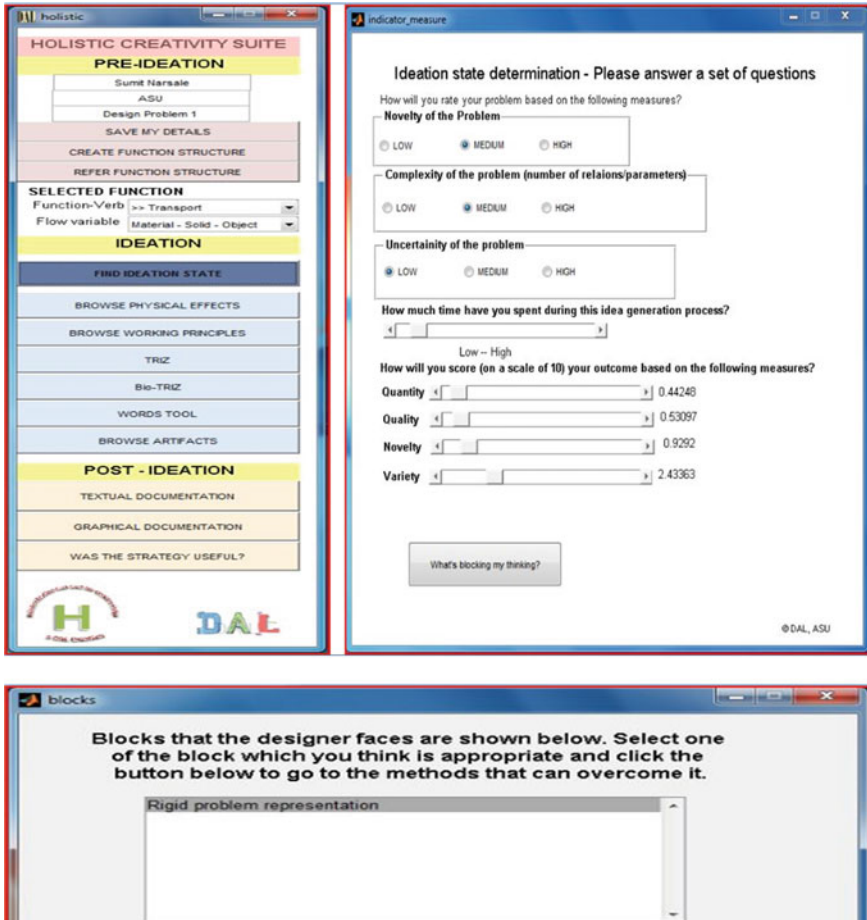 holistic
HOLISTIC CREATIVITY SUITE
PRE-IDEATION
Sumit Narsale
ASU
Design Problem 1
SAVE MY DETAILS
CREATE FUNCTION STRUCTURE
REFER FUNCTION STRUCTURE
SELECTED FUNCTION
Function-Verb >> Transport
Flow variable Material - Solid - Object
IDEATION
FIND IDEATION STATE
BROWSE PHYSICAL EFFECTS
BROWSE WORKING PRINCIPLES
TRIZ
Bio-TRIZ
WORDS TOOL
BROWSE ARTIFACTS
POST - IDEATION
TEXTUAL DOCUMENTATION
GRAPHICAL DOCUMENTATION
WAS THE STRATEGY USEFUL?
H
DAL
indicator_measure
Ideation state determination - Please answer a set of questions
How will you rate your problem based on the following measures?
Novelty of the Problem
LOW MEDIUM HIGH
Complexity of the problem (number of relaions/parameters)
LOW MEDIUM HIGH
Uncertainity of the problem
LOW MEDIUM HIGH
How much time have you spent during this idea generation process?
Low -- High
How will you score (on a scale of 10) your outcome based on the following measures?
Quantity 0.44248
Quality 0.53097
Novelty 0.9292
Variety 2.43363
What's blocking my thinking?
© DAL, ASU
blocks
Blocks that the designer faces are shown below. Select one
of the block which you think is appropriate and click the
button below to go to the methods that can overcome it.
Rigid problem representation